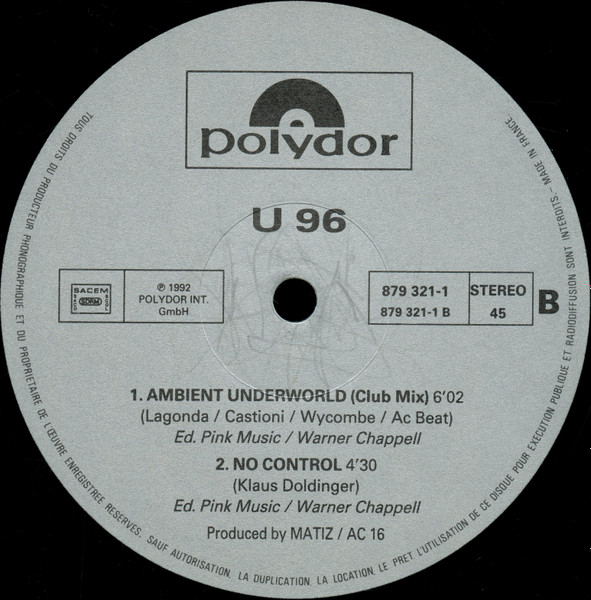 polydor
U 96
SACEM
SACD SDRM SGDL
℗ 1992
POLYDOR INT.
GmbH
879 321-1
879 321-1 B
STEREO
45
B
1. AMBIENT UNDERWORLD (Club Mix) 6'02
(Lagonda / Castioni / Wycombe / Ac Beat)
Ed. Pink Music / Warner Chappell
2. NO CONTROL 4'30
(Klaus Doldinger)
Ed. Pink Music / Warner Chappell
Produced by MATIZ / AC 16
TOUS DROITS DU PRODUCTEUR PHONOGRAPHIQUE ET DU PROPRIETAIRE DE L'ŒUVRE ENREGISTREE RESERVES. SAUF AUTORISATION, LA DUPLICATION, LA LOCATION, LE PRET, L'UTILISATION DE CE DISQUE POUR EXECUTION PUBLIQUE ET RADIODIFFUSION SONT INTERDITS. - MADE IN FRANCE